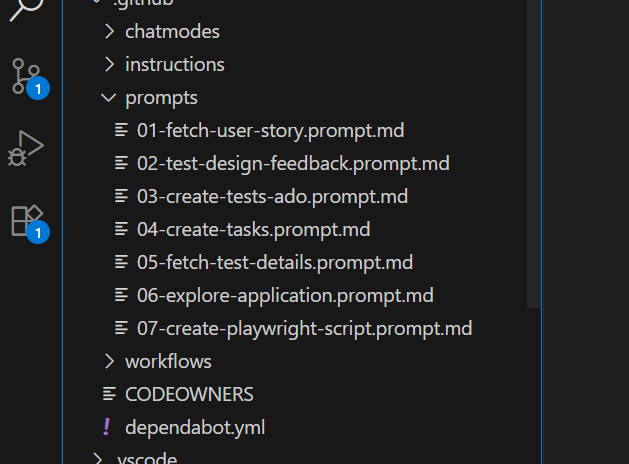 .github
chatmodes
instructions
prompts
01-fetch-user-story.prompt.md
02-test-design-feedback.prompt.md
03-create-tests-ado.prompt.md
04-create-tasks.prompt.md
05-fetch-test-details.prompt.md
06-explore-application.prompt.md
07-create-playwright-script.prompt.md
workflows
CODEOWNERS
! dependabot.yml
.vscode
1
1